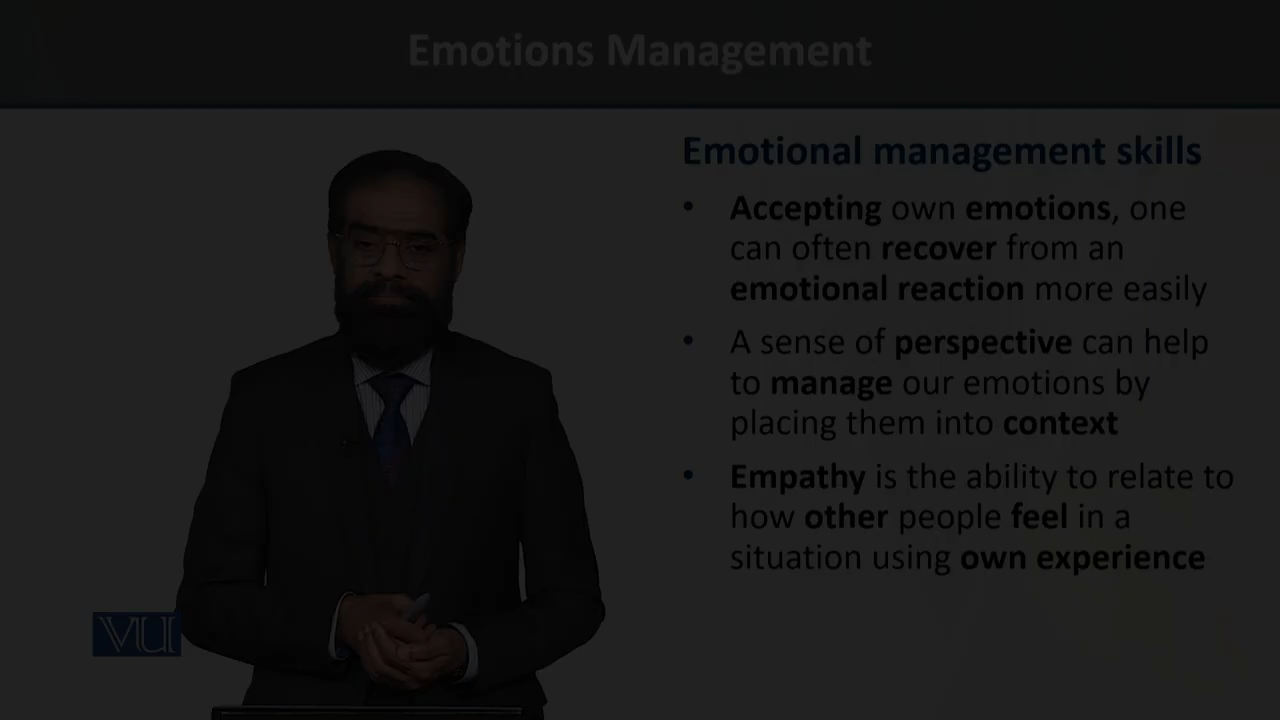 Emotions Management
Emotional management skills
• Accepting own emotions, one
can often recover from an
emotional reaction more easily
• A sense of perspective can help
to manage our emotions by
placing them into context
• Empathy is the ability to relate to
how other people feel in a
situation using own experience
VU